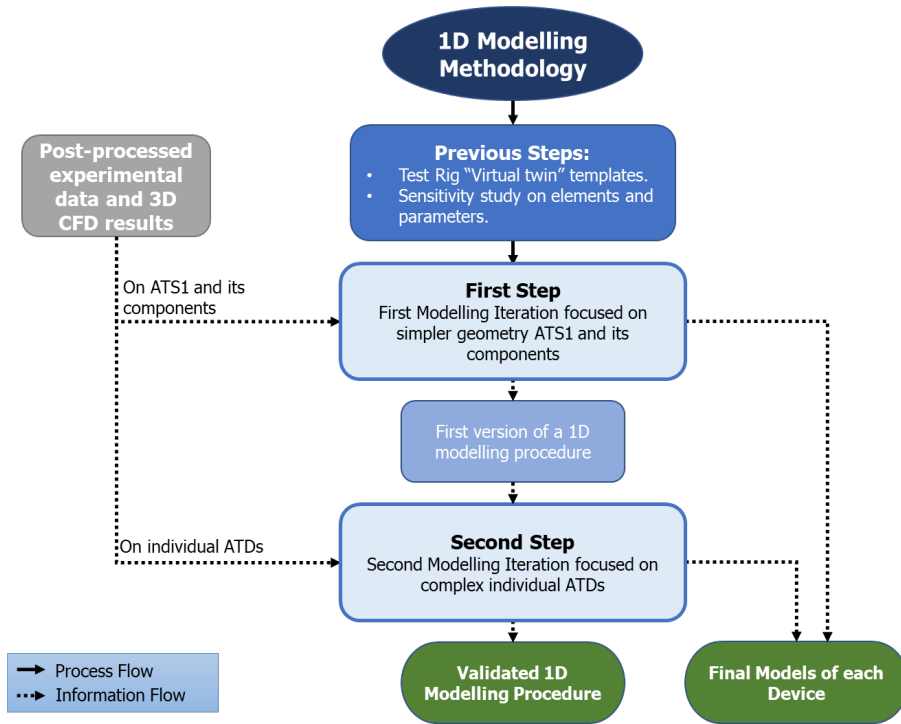 1D Modelling
Methodology
Post-processed
experimental
data and 3D
CFD results
Previous Steps:
• Test Rig “Virtual twin” templates.
• Sensitivity study on elements and
parameters.
On ATS1 and its
components
First Step
First Modelling Iteration focused on
simpler geometry ATS1 and its
components
First version of a 1D
modelling procedure
On individual ATDs
Second Step
Second Modelling Iteration focused on
complex individual ATDs
Process Flow
Information Flow
Validated 1D
Modelling Procedure
Final Models of each
Device